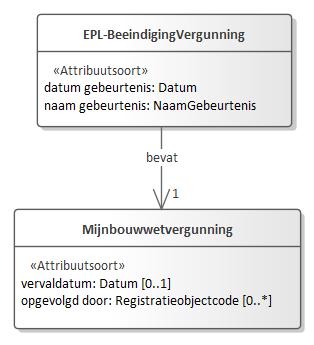 EPL-BeeindigingVergunning
«Attribuutsoort»
datum gebeurtenis: Datum
naam gebeurtenis: NaamGebeurtenis
bevat
1
Mijnbouwwetvergunning
«Attribuutsoort»
vervaldatum: Datum [0..1]
opgevolgd door: Registratieobjectcode [0..*]